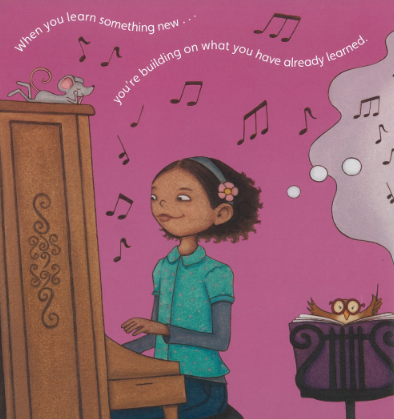 When you learn something new . . .
you're building on what you have already learned.